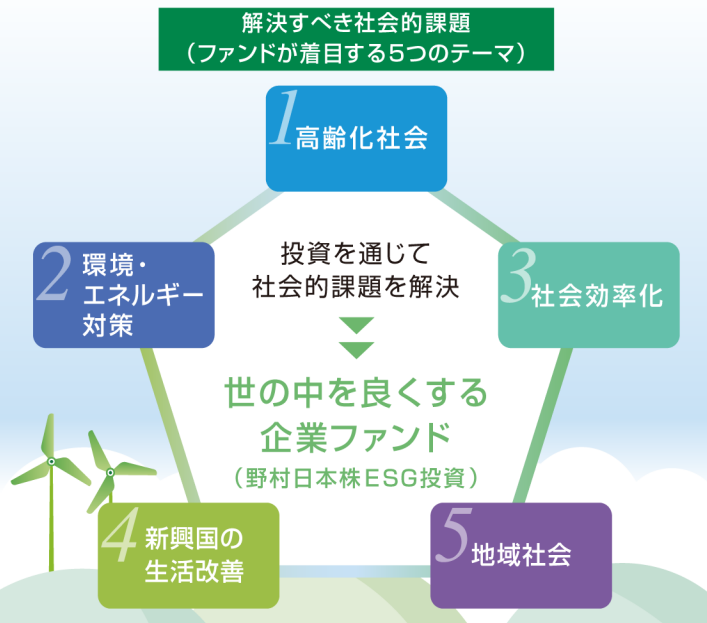 解決すべき社会的課題
（ファンドが着目する5つのテーマ）
1 高齢化社会
2 環境・
エネルギー
対策
3 社会効率化
投資を通じて
社会的課題を解決
世の中を良くする
企業ファンド
（野村日本株ESG投資）
4 新興国の
生活改善
5 地域社会